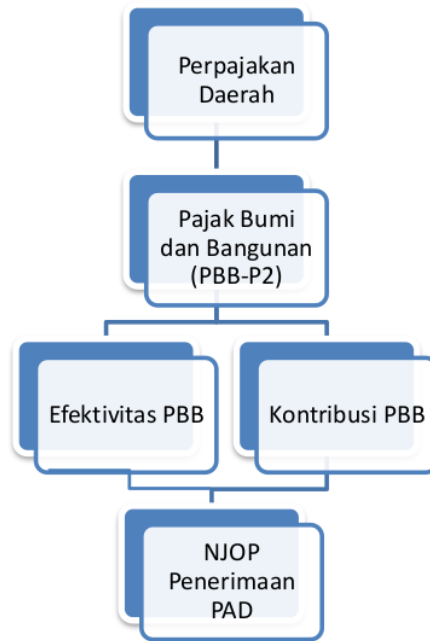 Perpajakan
Daerah
Pajak Bumi
dan Bangunan
(PBB-P2)
Efektivitas PBB
Kontribusi PBB
NJOP
Penerimaan
PAD